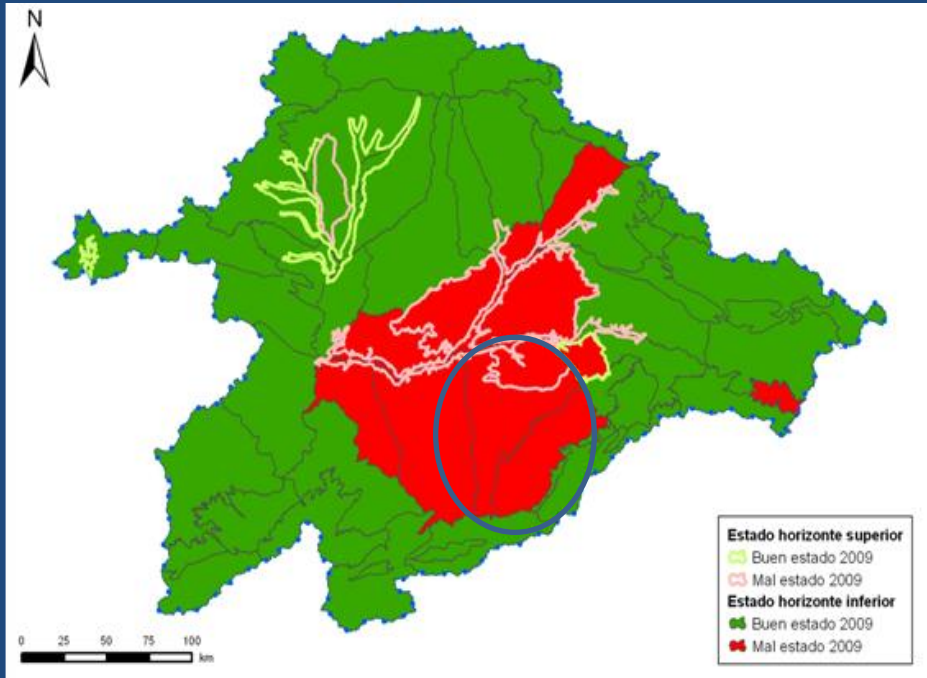 N
Estado horizonte superior
Buen estado 2009
Mal estado 2009
Estado horizonte inferior
Buen estado 2009
Mal estado 2009
0 25 50 75 100
km